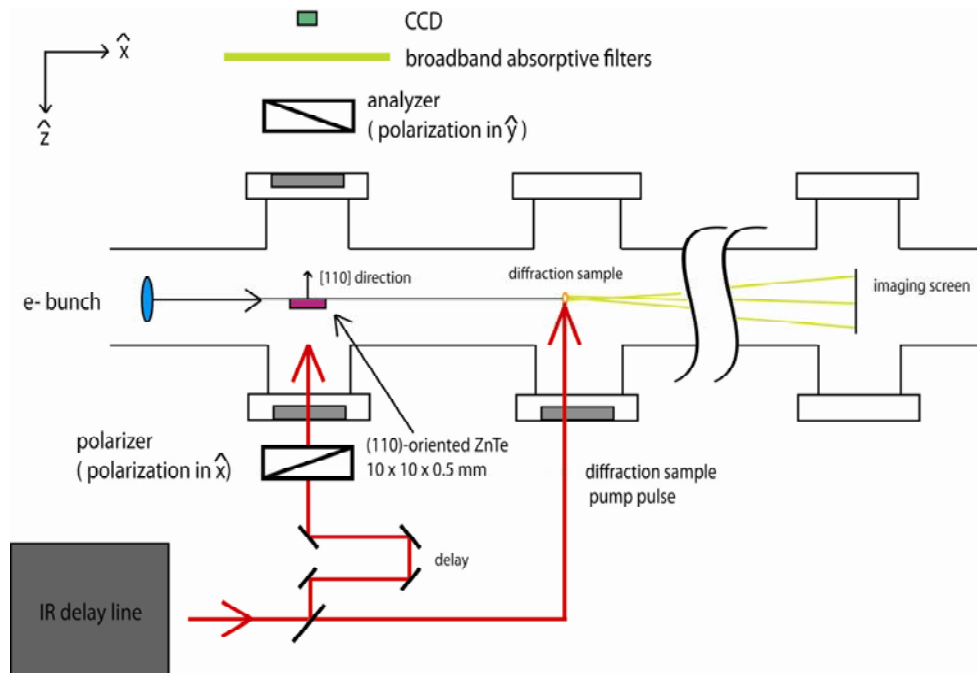 CCD
x̂
broadband absorptive filters
analyzer
( polarization in ŷ)
ẑ
[110] direction
diffraction sample
imaging screen
e- bunch
polarizer
( polarization in x̂)
(110)-oriented ZnTe
10 x 10 x 0.5 mm
diffraction sample
pump pulse
delay
IR delay line